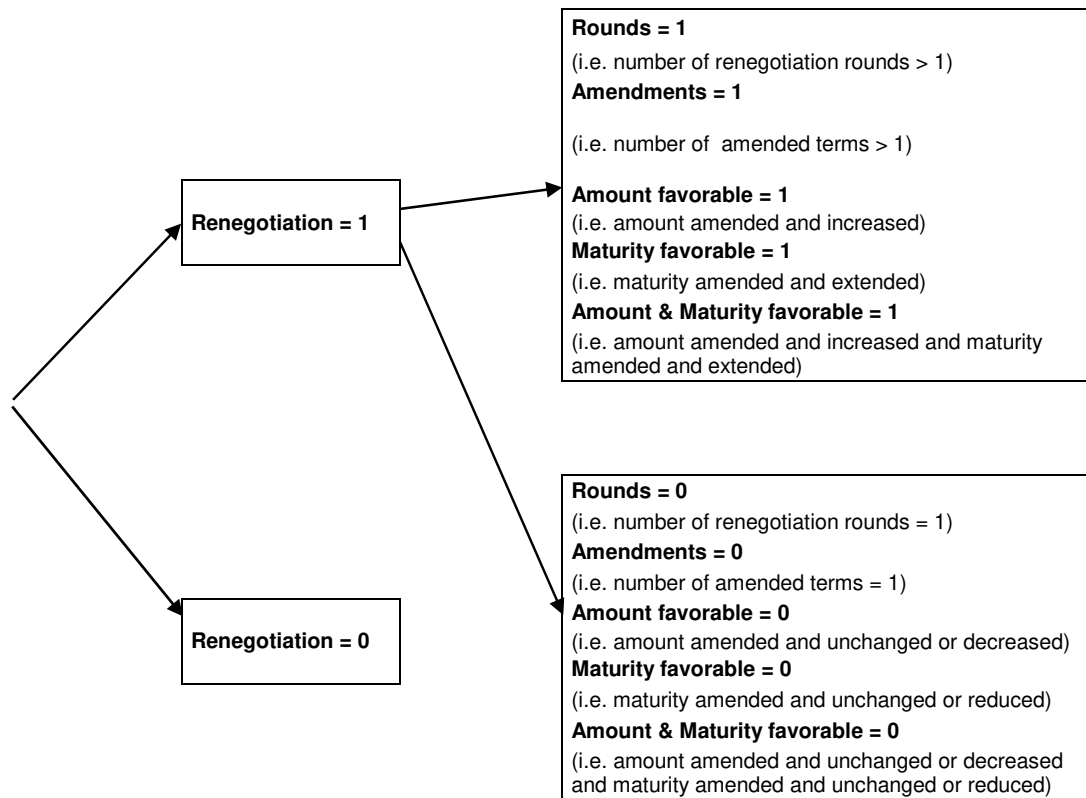 Rounds = 1
(i.e. number of renegotiation rounds > 1)
Amendments = 1
(i.e. number of  amended terms > 1)
Amount favorable = 1
(i.e. amount amended and increased)
Maturity favorable = 1
(i.e. maturity amended and extended)
Amount & Maturity favorable = 1
(i.e. amount amended and increased and maturity
amended and extended)
Renegotiation = 1
Renegotiation = 0
Rounds = 0
(i.e. number of renegotiation rounds = 1)
Amendments = 0
(i.e. number of amended terms = 1)
Amount favorable = 0
(i.e. amount amended and unchanged or decreased)
Maturity favorable = 0
(i.e. maturity amended and unchanged or reduced)
Amount & Maturity favorable = 0
(i.e. amount amended and unchanged or decreased
and maturity amended and unchanged or reduced)